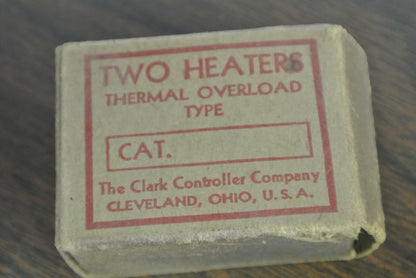 TWO HEATERS
THERMAL OVERLOAD
TYPE
CAT.
The Clark Controller Company
CLEVELAND, OHIO, U.S.A.